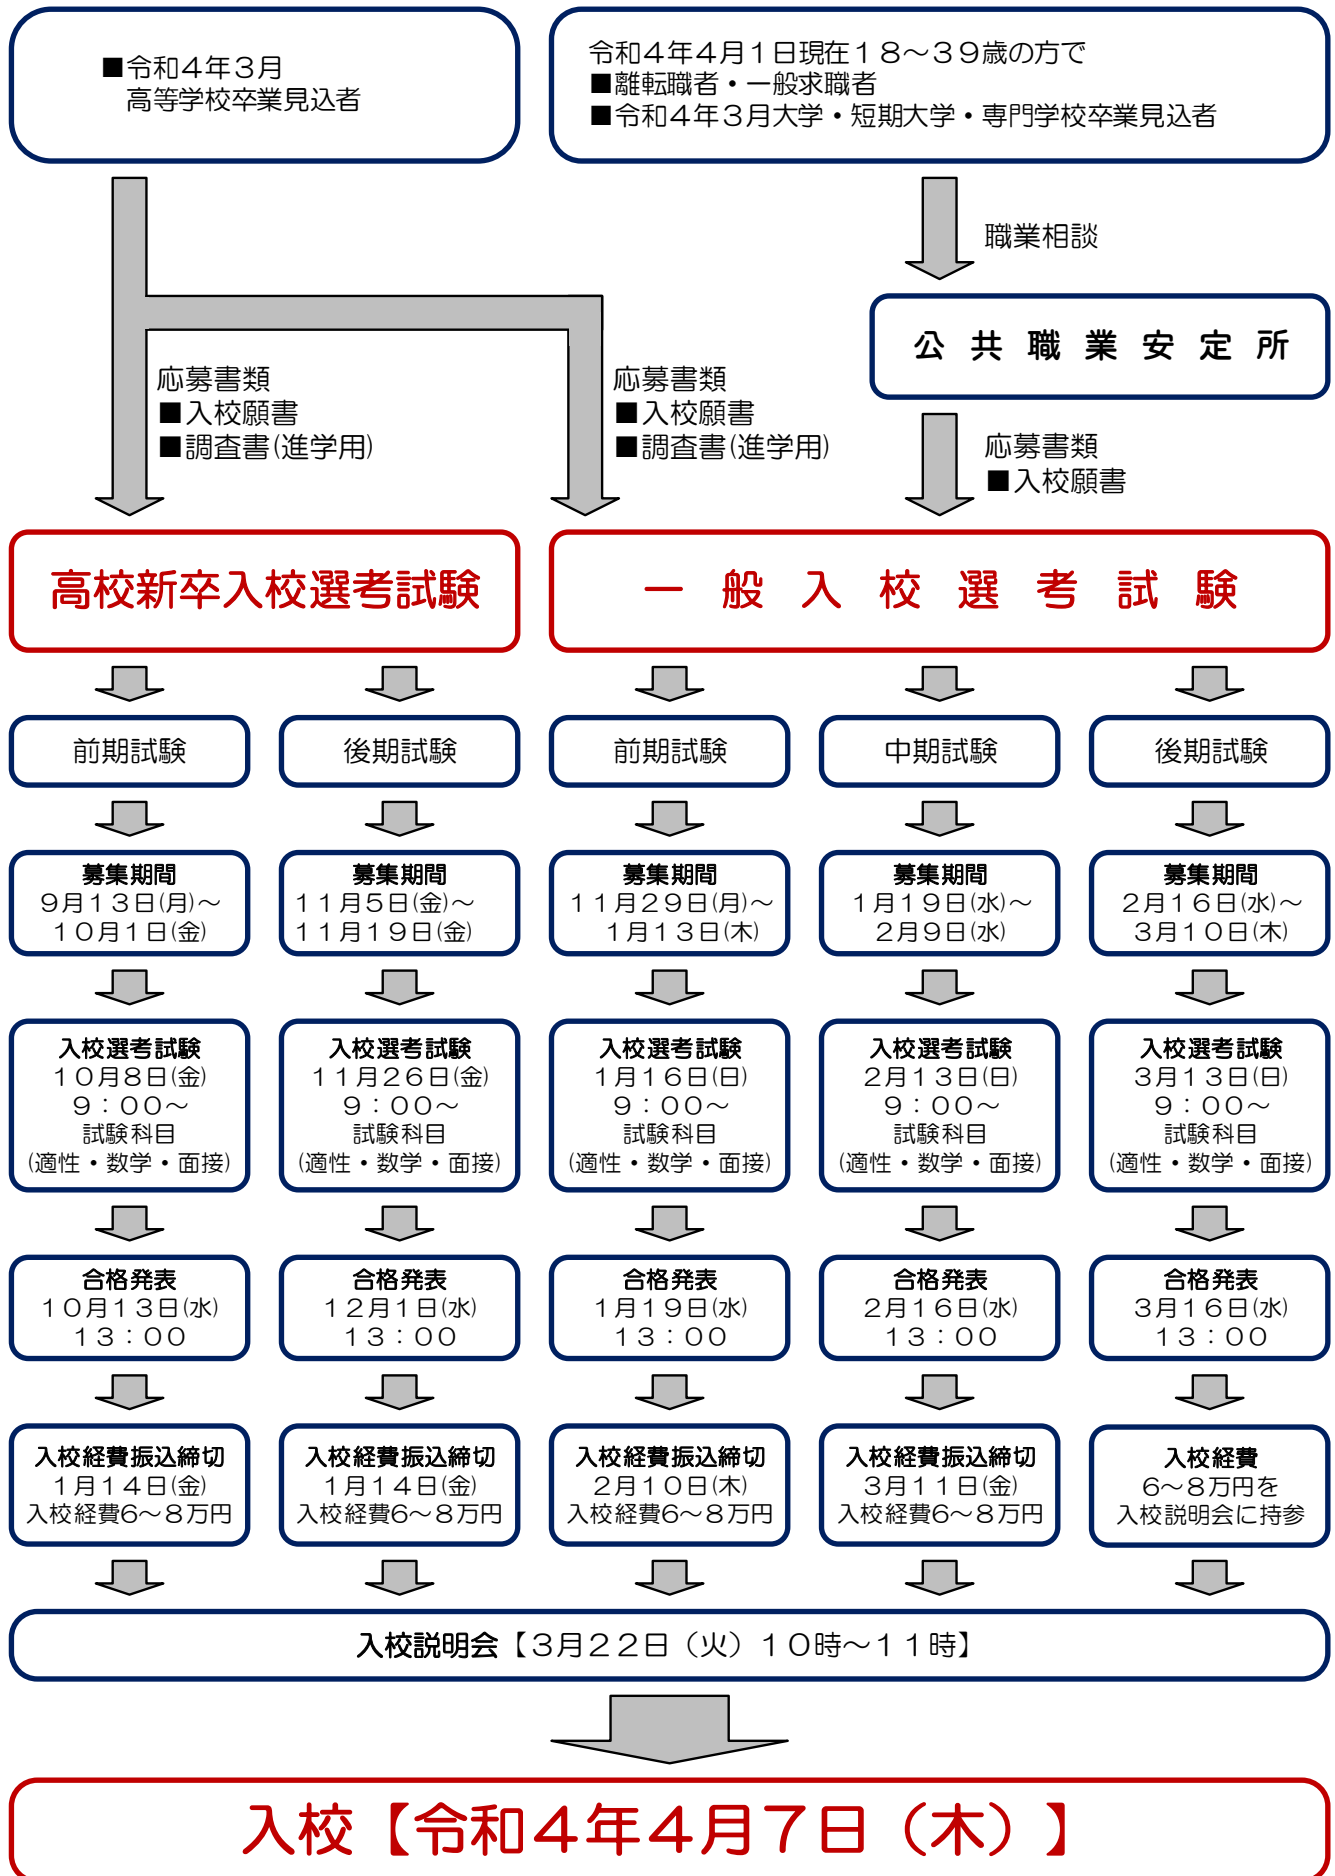 ■令和４年３月
高等学校卒業見込者
令和４年４月１日現在１８～３９歳の方で
■離転職者・一般求職者
■令和４年３月大学・短期大学・専門学校卒業見込者
職業相談
公共職業安定所
応募書類
■入校願書
■調査書(進学用)
応募書類
■入校願書
■調査書(進学用)
応募書類
■入校願書
高校新卒入校選考試験
一般入校選考試験
前期試験
後期試験
前期試験
中期試験
後期試験
募集期間
９月１３日(月)～
１０月１日(金)
募集期間
１１月５日(金)～
１１月１９日(金)
募集期間
１１月２９日(月)～
１月１３日(木)
募集期間
１月１９日(水)～
２月９日(水)
募集期間
２月１６日(水)～
３月１０日(木)
入校選考試験
１０月８日(金)
９：００～
試験科目
(適性・数学・面接)
入校選考試験
１１月２６日(金)
９：００～
試験科目
(適性・数学・面接)
入校選考試験
１月１６日(日)
９：００～
試験科目
(適性・数学・面接)
入校選考試験
２月１３日(日)
９：００～
試験科目
(適性・数学・面接)
入校選考試験
３月１３日(日)
９：００～
試験科目
(適性・数学・面接)
合格発表
１０月１３日(水)
１３：００
合格発表
１２月１日(水)
１３：００
合格発表
１月１９日(水)
１３：００
合格発表
２月１６日(水)
１３：００
合格発表
３月１６日(水)
１３：００
入校経費振込締切
１月１４日(金)
入校経費6～８万円
入校経費振込締切
１月１４日(金)
入校経費6～８万円
入校経費振込締切
２月１０日(木)
入校経費6～８万円
入校経費振込締切
３月１１日(金)
入校経費6～８万円
入校経費
6～８万円を
入校説明会に持参
入校説明会【３月２２日（火）１０時～１１時】
入校【令和４年４月７日（木）】